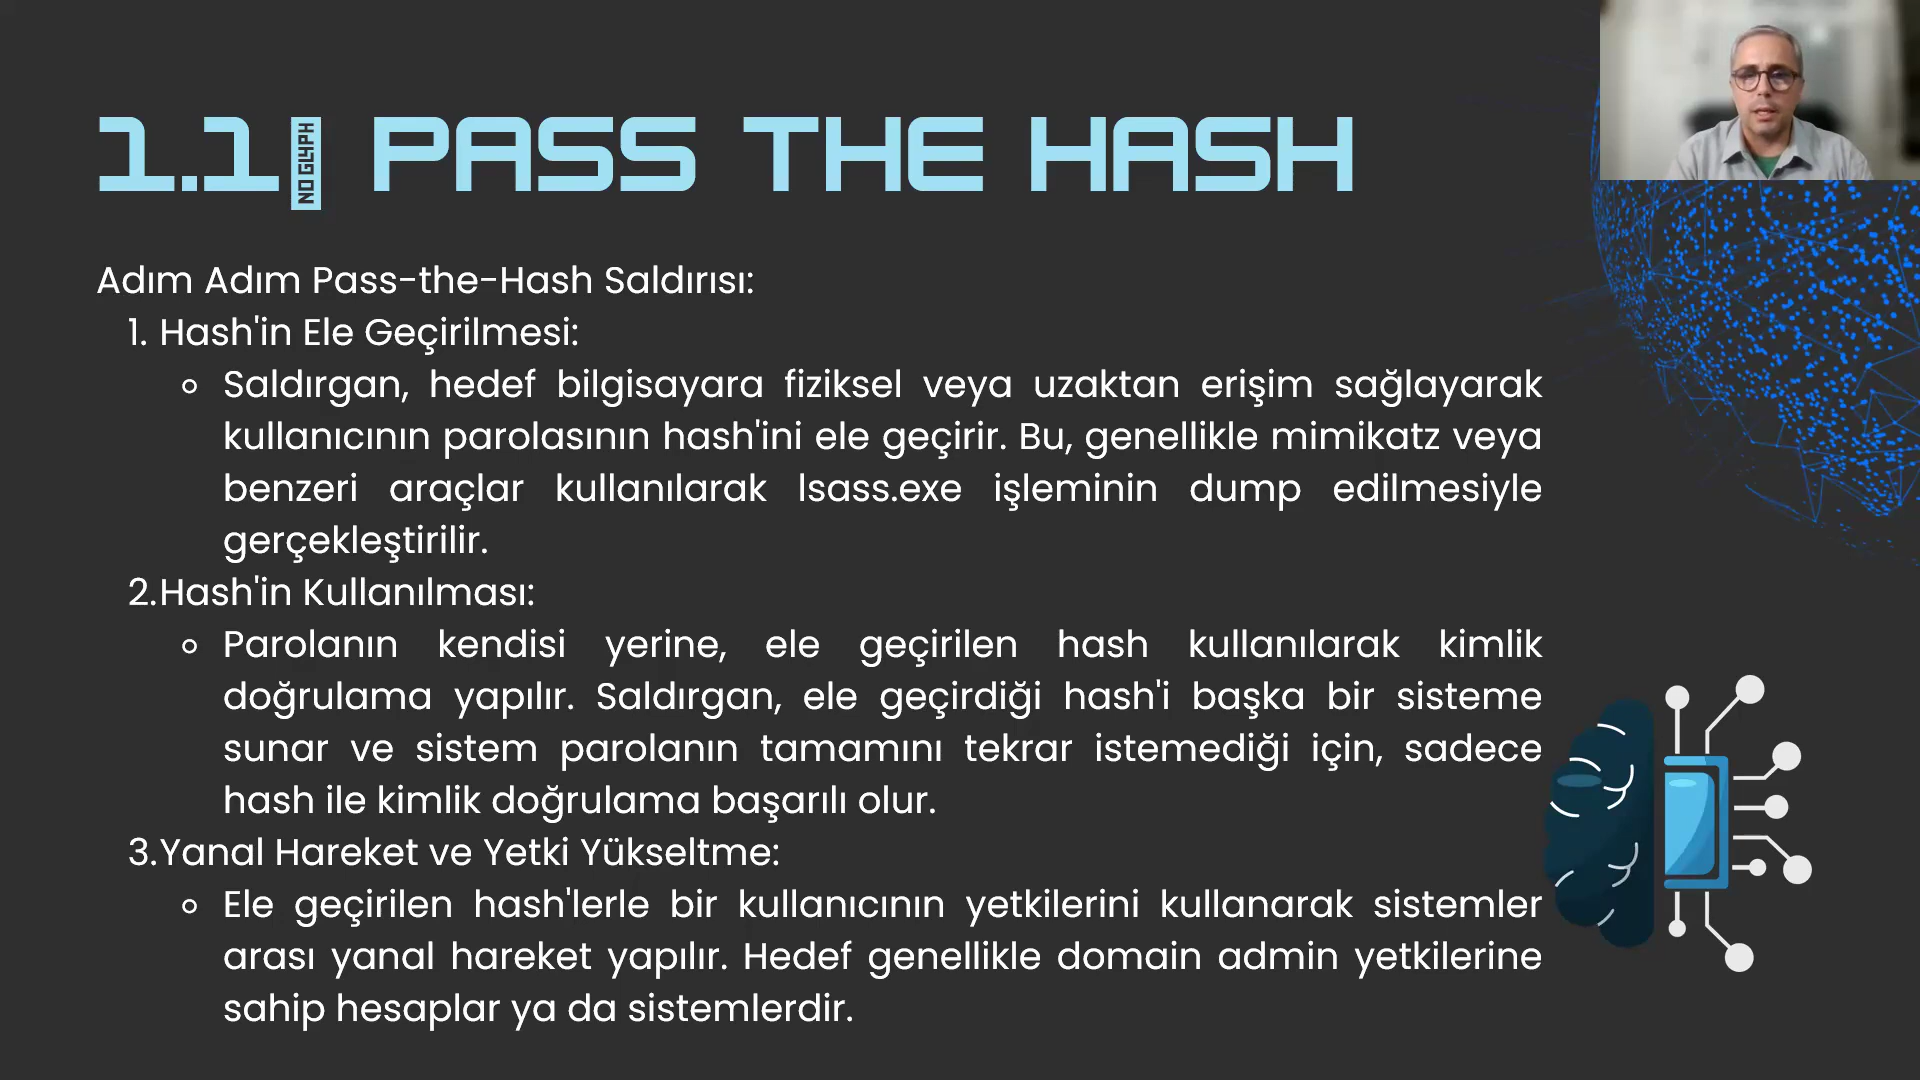 1.1 NO GLYPH PASS THE HASH
Adım Adım Pass-the-Hash Saldırısı:
1. Hash'in Ele Geçirilmesi:
Saldırgan, hedef bilgisayara fiziksel veya uzaktan erişim sağlayarak
kullanıcının parolasının hash'ini ele geçirir. Bu, genellikle mimikatz veya
benzeri araçlar kullanılarak lsass.exe işleminin dump edilmesiyle
gerçekleştirilir.
2.Hash'in Kullanılması:
Parolanın kendisi yerine, ele geçirilen hash kullanılarak kimlik
doğrulama yapılır. Saldırgan, ele geçirdiği hash'i başka bir sisteme
sunar ve sistem parolanın tamamını tekrar istemediği için, sadece
hash ile kimlik doğrulama başarılı olur.
3.Yanal Hareket ve Yetki Yükseltme:
Ele geçirilen hash'lerle bir kullanıcının yetkilerini kullanarak sistemler
arası yanal hareket yapılır. Hedef genellikle domain admin yetkilerine
sahip hesaplar ya da sistemlerdir.